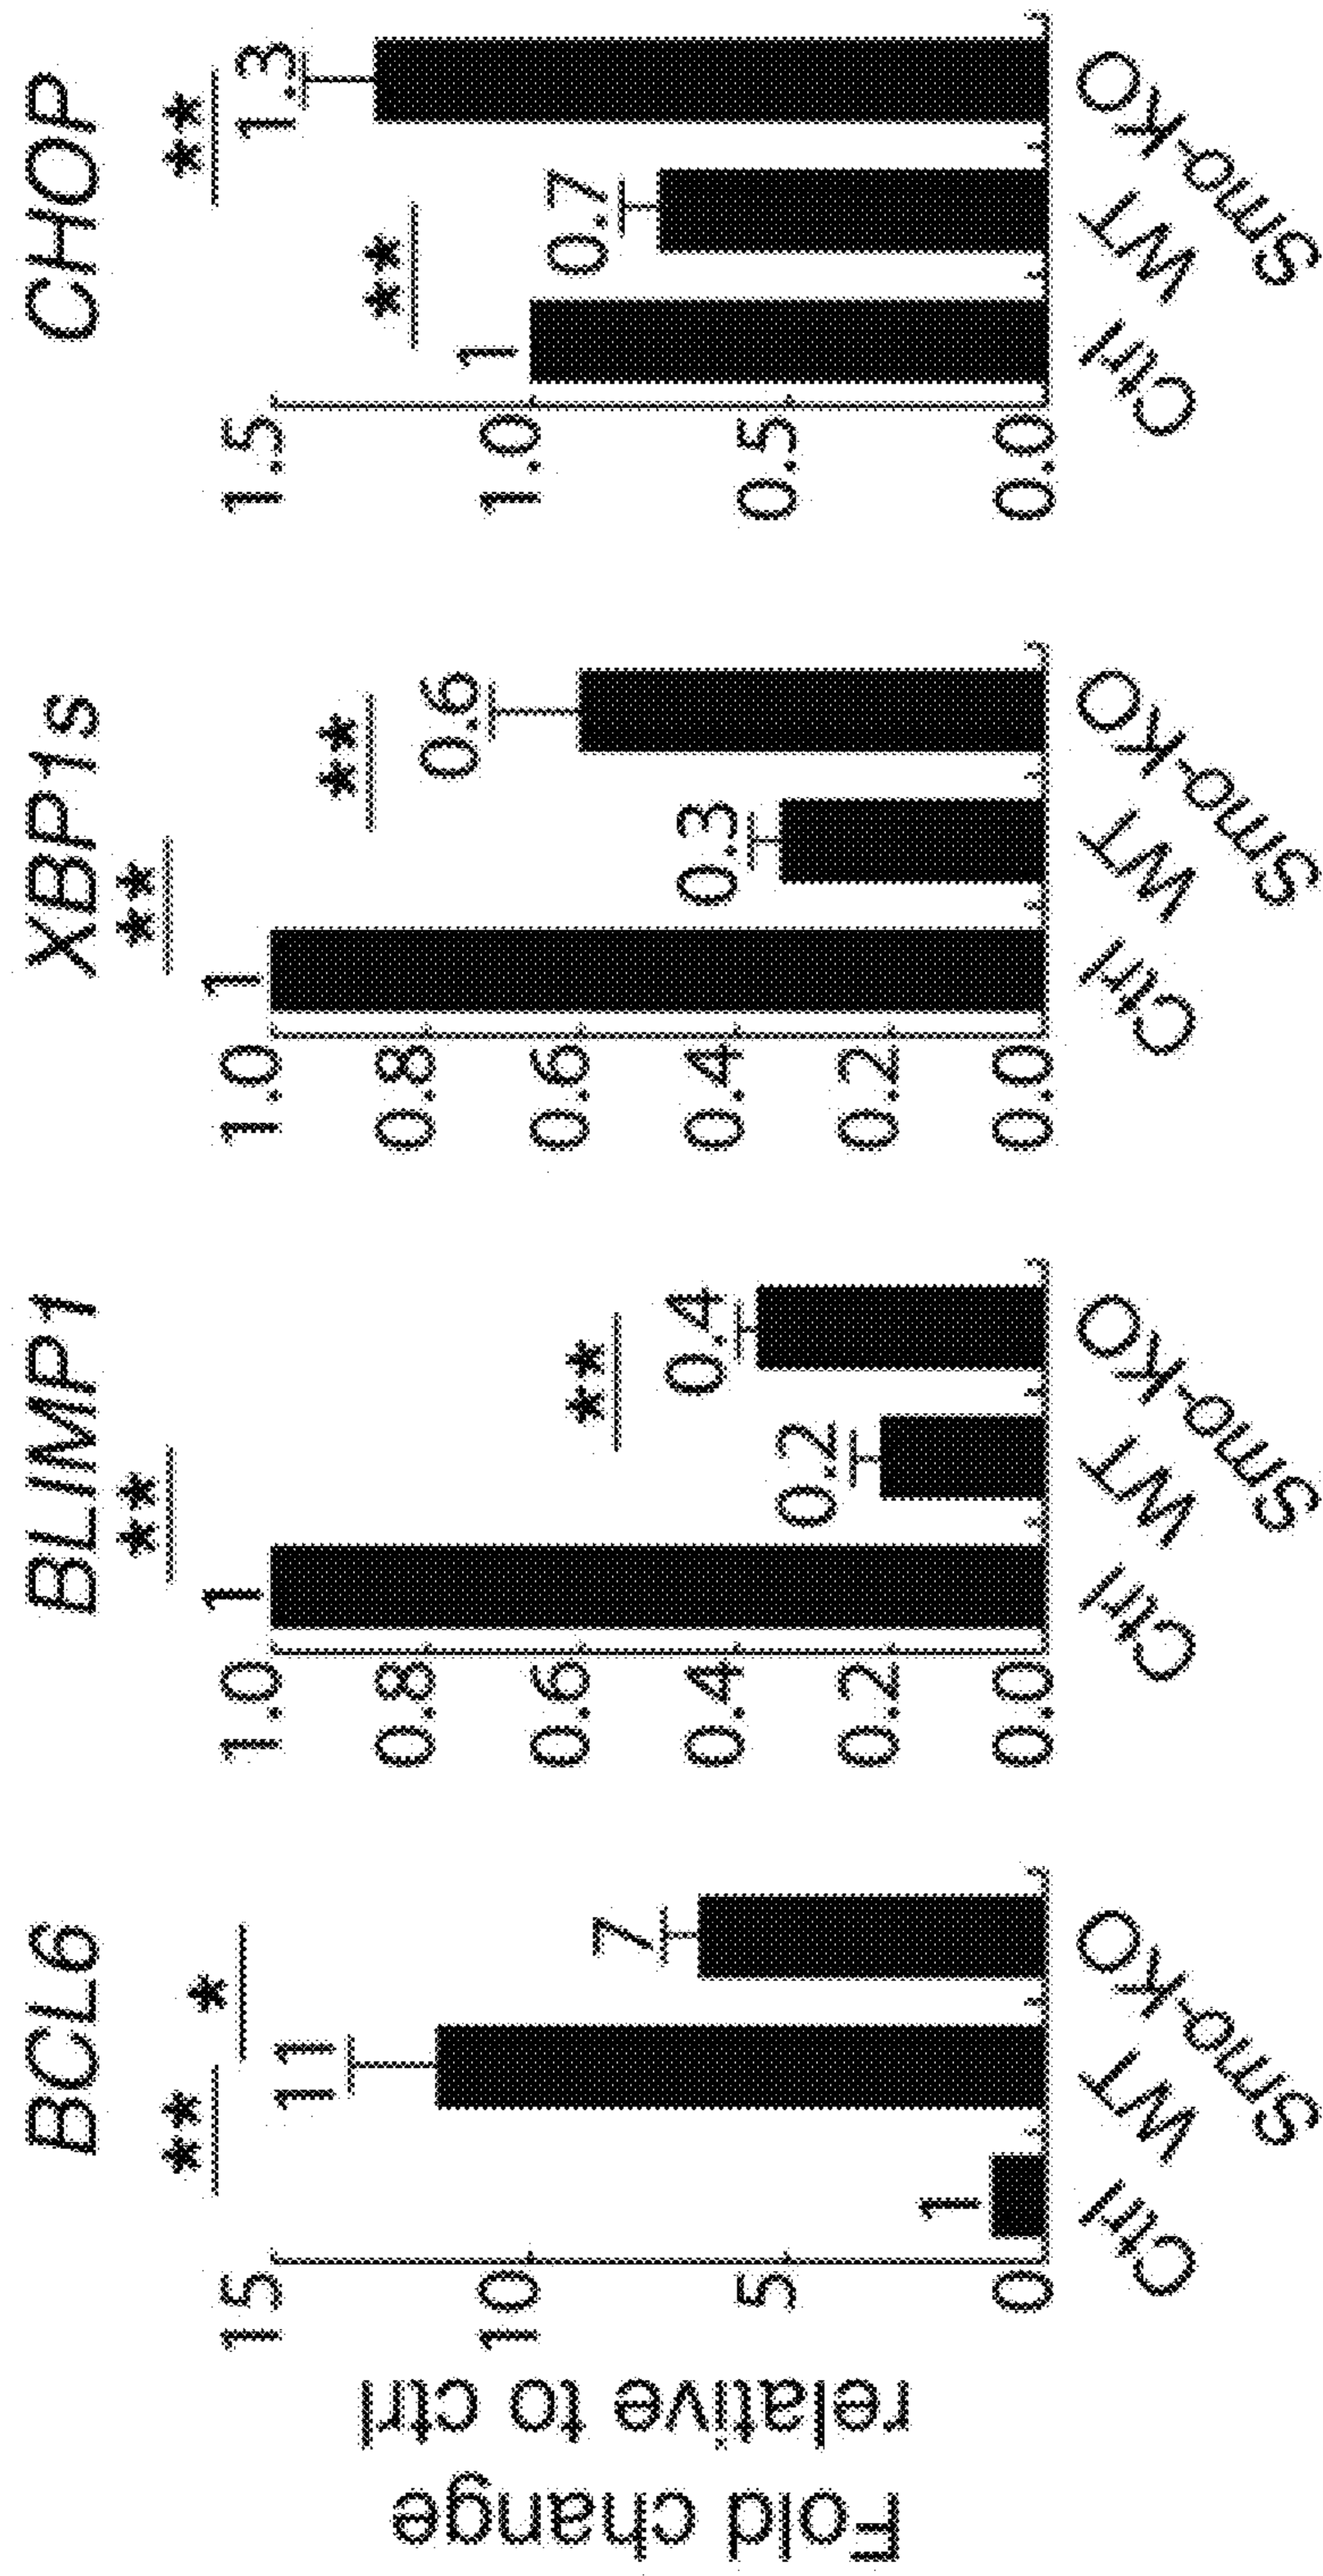 Fold change
relative to ctrl
BCL6
** *
15
10
5
0
1
11
7
Ctrl
WT
Smo-KO
BLIMP1
**
**
1.0
0.8
0.6
0.4
0.2
0.0
1
0.2
0.4
Ctrl
WT
Smo-KO
XBP1s
**
**
1.0
0.8
0.6
0.4
0.2
0.0
1
0.3
0.6
Ctrl
WT
Smo-KO
CHOP
**
**
1.5
1.0
0.5
0.0
1
0.7
1.3
Ctrl
WT
Smo-KO